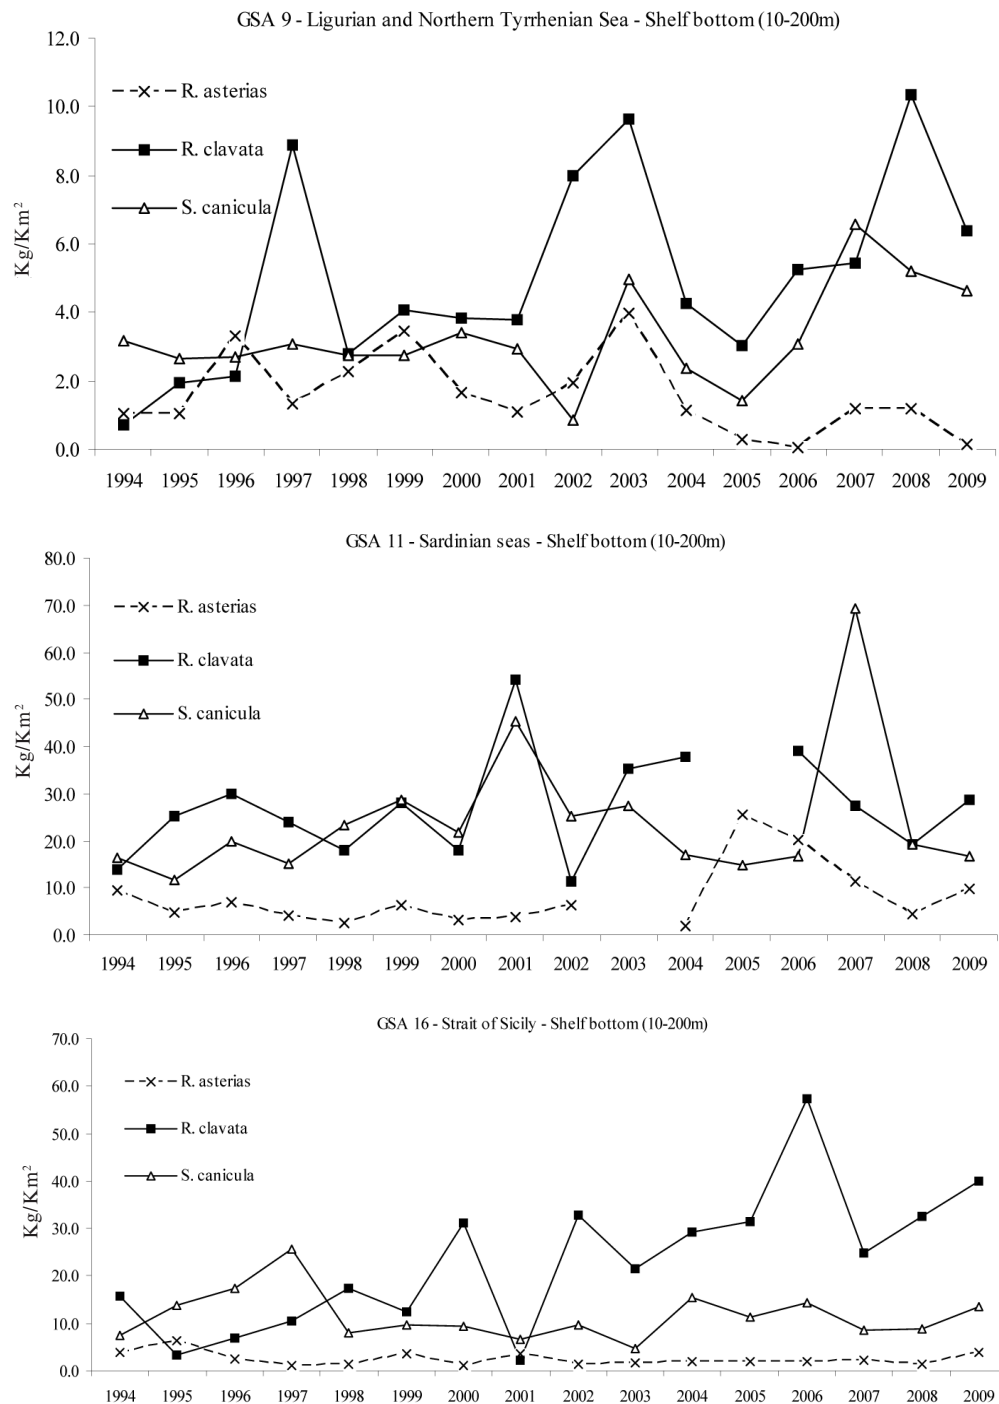 GSA 9 - Ligurian and Northern Tyrrhenian Sea - Shelf bottom (10-200m)
12.0
10.0
8.0
6.0
4.0
2.0
0.0
Kg/Km²
R. asterias
R. clavata
S. canicula
1994 1995 1996 1997 1998 1999 2000 2001 2002 2003 2004 2005 2006 2007 2008 2009
GSA 11 - Sardinian seas - Shelf bottom (10-200m)
80.0
70.0
60.0
50.0
40.0
30.0
20.0
10.0
0.0
Kg/Km²
R. asterias
R. clavata
S. canicula
1994 1995 1996 1997 1998 1999 2000 2001 2002 2003 2004 2005 2006 2007 2008 2009
GSA 16 - Strait of Sicily - Shelf bottom (10-200m)
70.0
60.0
50.0
40.0
30.0
20.0
10.0
0.0
Kg/Km²
R. asterias
R. clavata
S. canicula
1994 1995 1996 1997 1998 1999 2000 2001 2002 2003 2004 2005 2006 2007 2008 2009